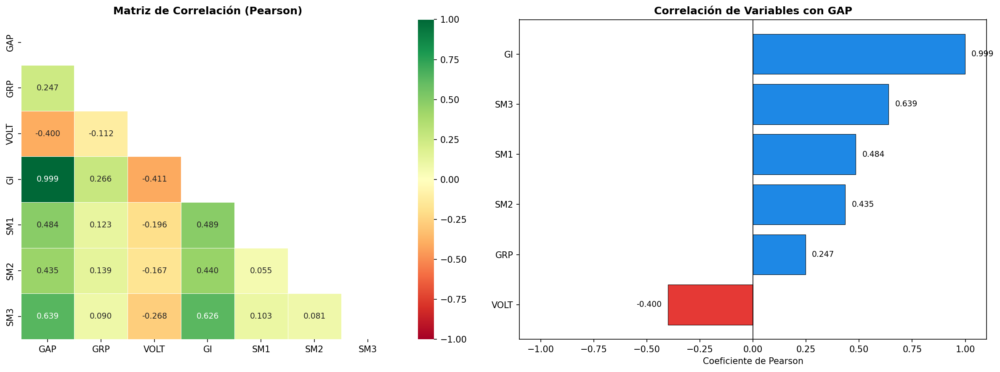 Matriz de Correlación (Pearson)
GAP
GRP
0.247
VOLT
-0.400 -0.112
GI
0.999 0.266 -0.411
SM1
0.484 0.123 -0.196 0.489
SM2
0.435 0.139 -0.167 0.440 0.055
SM3
0.639 0.090 -0.268 0.626 0.103 0.081
GAP GRP VOLT GI SM1 SM2 SM3
1.00
0.75
0.50
0.25
0.00
−0.25
−0.50
−0.75
−1.00
Correlación de Variables con GAP
GI 0.999
SM3 0.639
SM1 0.484
SM2 0.435
GRP 0.247
VOLT -0.400
−1.00 −0.75 −0.50 −0.25 0.00 0.25 0.50 0.75 1.00
Coeficiente de Pearson